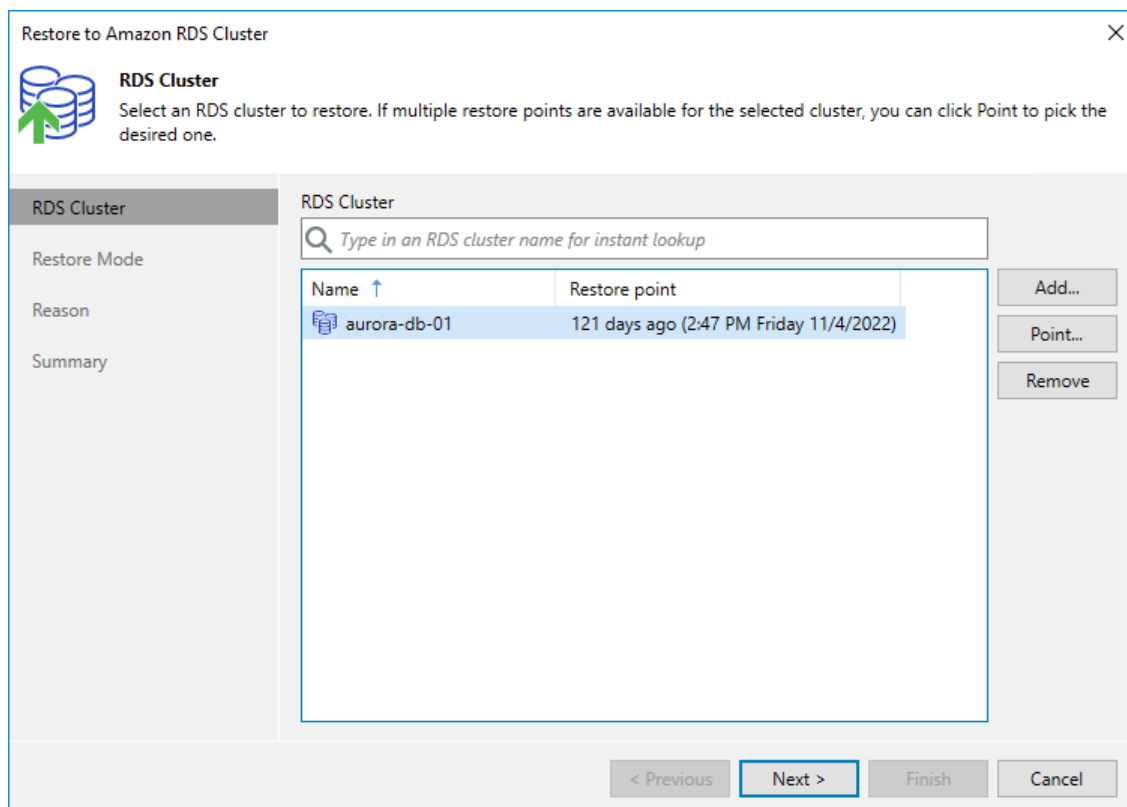 Restore to Amazon RDS Cluster
RDS Cluster
Select an RDS cluster to restore. If multiple restore points are available for the selected cluster, you can click Point to pick the
desired one.
RDS Cluster
Restore Mode
Reason
Summary
RDS Cluster
Type in an RDS cluster name for instant lookup
Name Restore point
aurora-db-01 121 days ago (2:47 PM Friday 11/4/2022)
Add...
Point...
Remove
< Previous Next > Finish Cancel